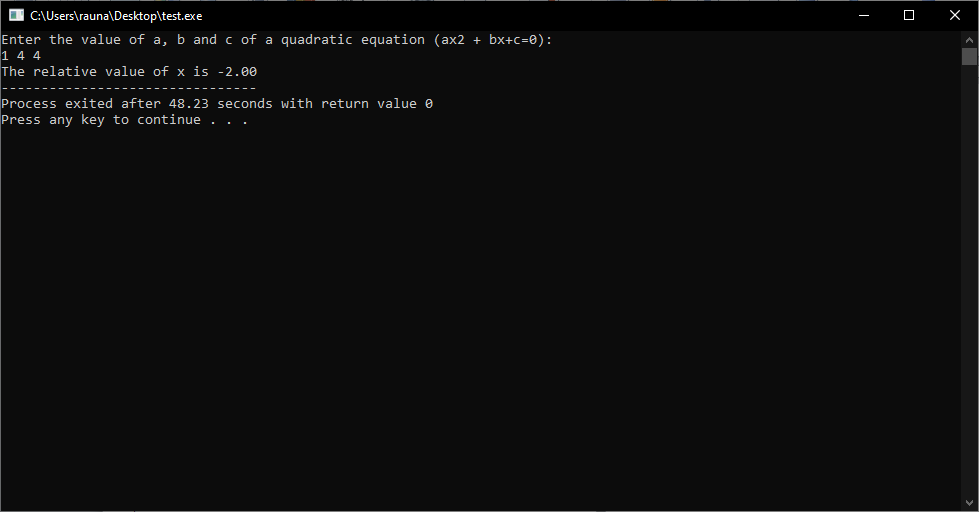 C:\Users\rauna\Desktop\test.exe
Enter the value of a, b and c of a quadratic equation (ax2 + bx+c=0):
1 4 4
The relative value of x is -2.00
--------------------------------
Process exited after 48.23 seconds with return value 0
Press any key to continue . . .